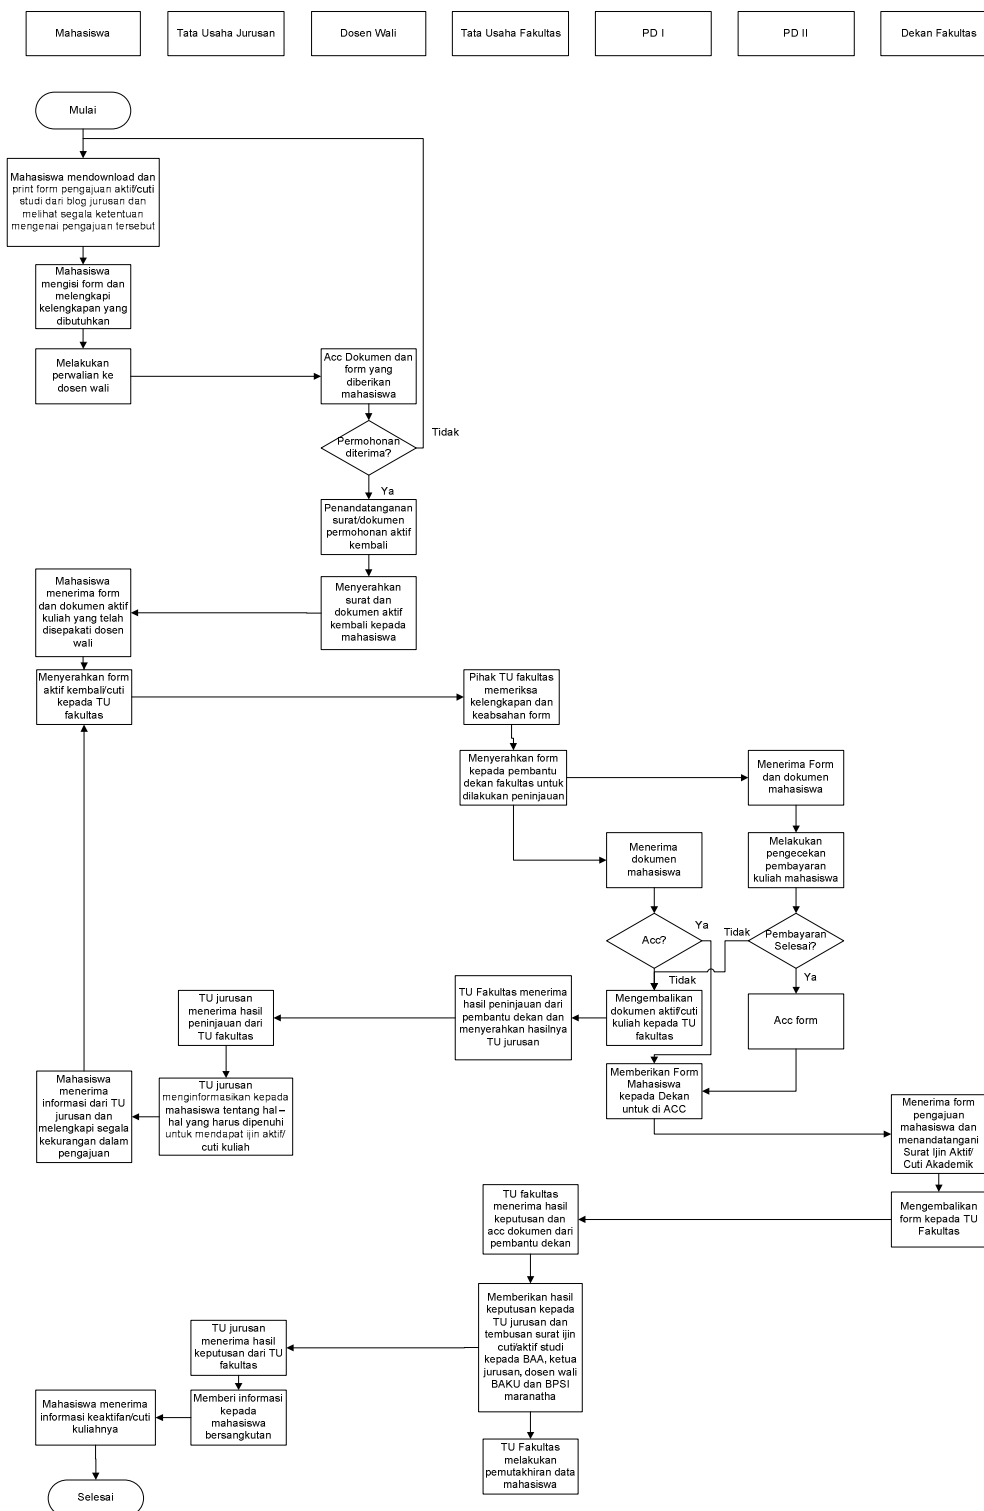 Mahasiswa
Tata Usaha Jurusan
Dosen Wali
Tata Usaha Fakultas
PD I
PD II
Dekan Fakultas
Mulai
Mahasiswa mendownload dan
print form pengajuan aktif/cuti
studi dari blog jurusan dan
melihat segala ketentuan
mengenai pengajuan tersebut
Mahasiswa
mengisi form dan
melengkapi
kelengkapan yang
dibutuhkan
Melakukan
perwalian ke
dosen wali
Acc Dokumen dan
form yang
diberikan
mahasiswa
Permohonan
diterima?
Tidak
Ya
Penandatanganan
surat/dokumen
permohonan aktif
kembali
Menyerahkan
surat dan
dokumen aktif
kembali kepada
mahasiswa
Mahasiswa
menerima form
dan dokumen aktif
kuliah yang telah
disepakati dosen
wali
Menyerahkan form
aktif kembali/cuti
kepada TU
fakultas
Pihak TU fakultas
memeriksa
kelengkapan dan
keabsahan form
Menyerahkan form
kepada pembantu
dekan fakultas untuk
dilakukan peninjauan
Menerima Form
dan dokumen
mahasiswa
Menerima
dokumen
mahasiswa
Melakukan
pengecekan
pembayaran
kuliah mahasiswa
Acc?
Ya
Tidak
Pembayaran
Selesai?
Tidak
Ya
Acc form
Mengembalikan
dokumen aktif/cuti
kuliah kepada TU
fakultas
TU Fakultas menerima
hasil peninjauan dari
pembantu dekan dan
menyerahkan hasilnya
TU jurusan
TU jurusan
menerima hasil
peninjauan dari
TU fakultas
TU jurusan
menginformasikan kepada
mahasiswa tentang hal –
hal yang harus dipenuhi
untuk mendapat ijin aktif/
cuti kuliah
Mahasiswa
menerima
informasi dari TU
jurusan dan
melengkapi segala
kekurangan dalam
pengajuan
Memberikan Form
Mahasiswa
kepada Dekan
untuk di ACC
Menerima form
pengajuan
mahasiswa dan
menandatangani
Surat Ijin Aktif/
Cuti Akademik
Mengembalikan
form kepada TU
Fakultas
TU fakultas
menerima hasil
keputusan dan
acc dokumen dari
pembantu dekan
Memberikan hasil
keputusan kepada
TU jurusan dan
tembusan surat ijin
cuti/aktif studi
kepada BAA, ketua
jurusan, dosen wali
BAKU dan BPSI
maranatha
TU jurusan
menerima hasil
keputusan dari TU
fakultas
Memberi informasi
kepada
mahasiswa
bersangkutan
Mahasiswa menerima
informasi keaktifan/cuti
kuliahnya
TU Fakultas
melakukan
pemutakhiran data
mahasiswa
Selesai